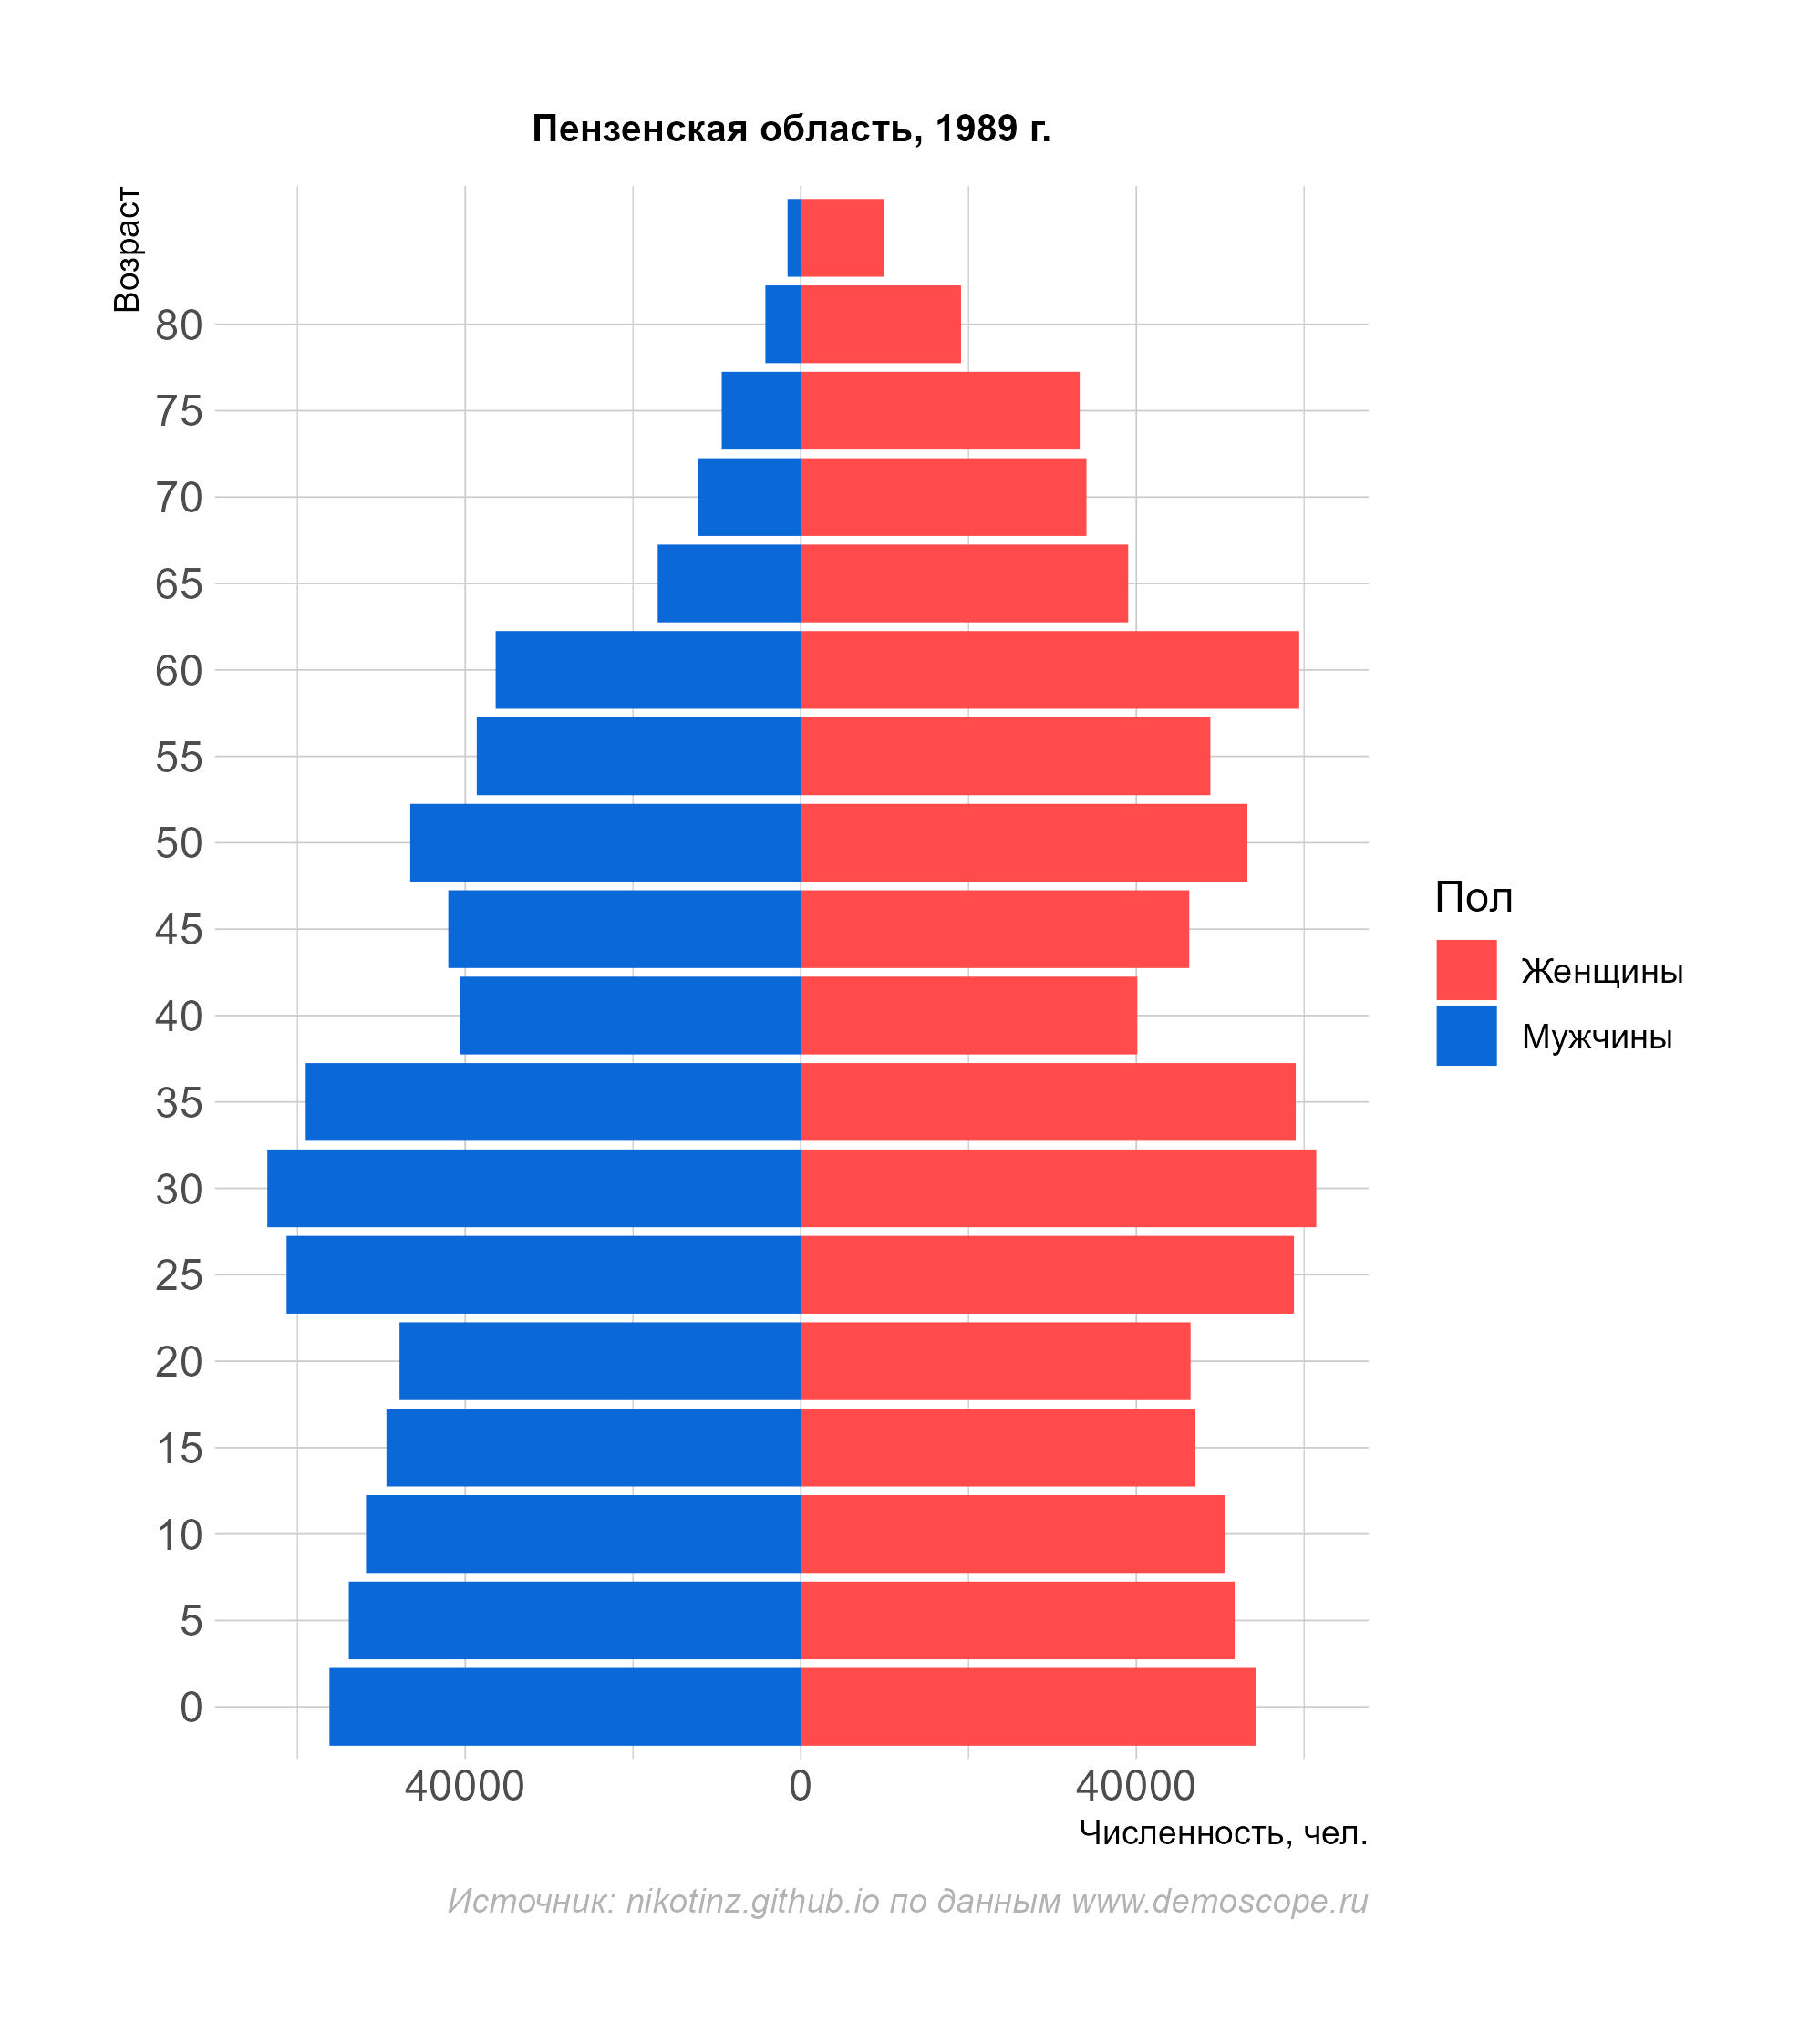 Пензенская область, 1989 г.
Возраст
80
75
70
65
60
55
50
45
40
35
30
25
20
15
10
5
0
40000 0 40000
Численность, чел.
Пол
Женщины
Мужчины
Источник: nikotinz.github.io по данным www.demoscope.ru